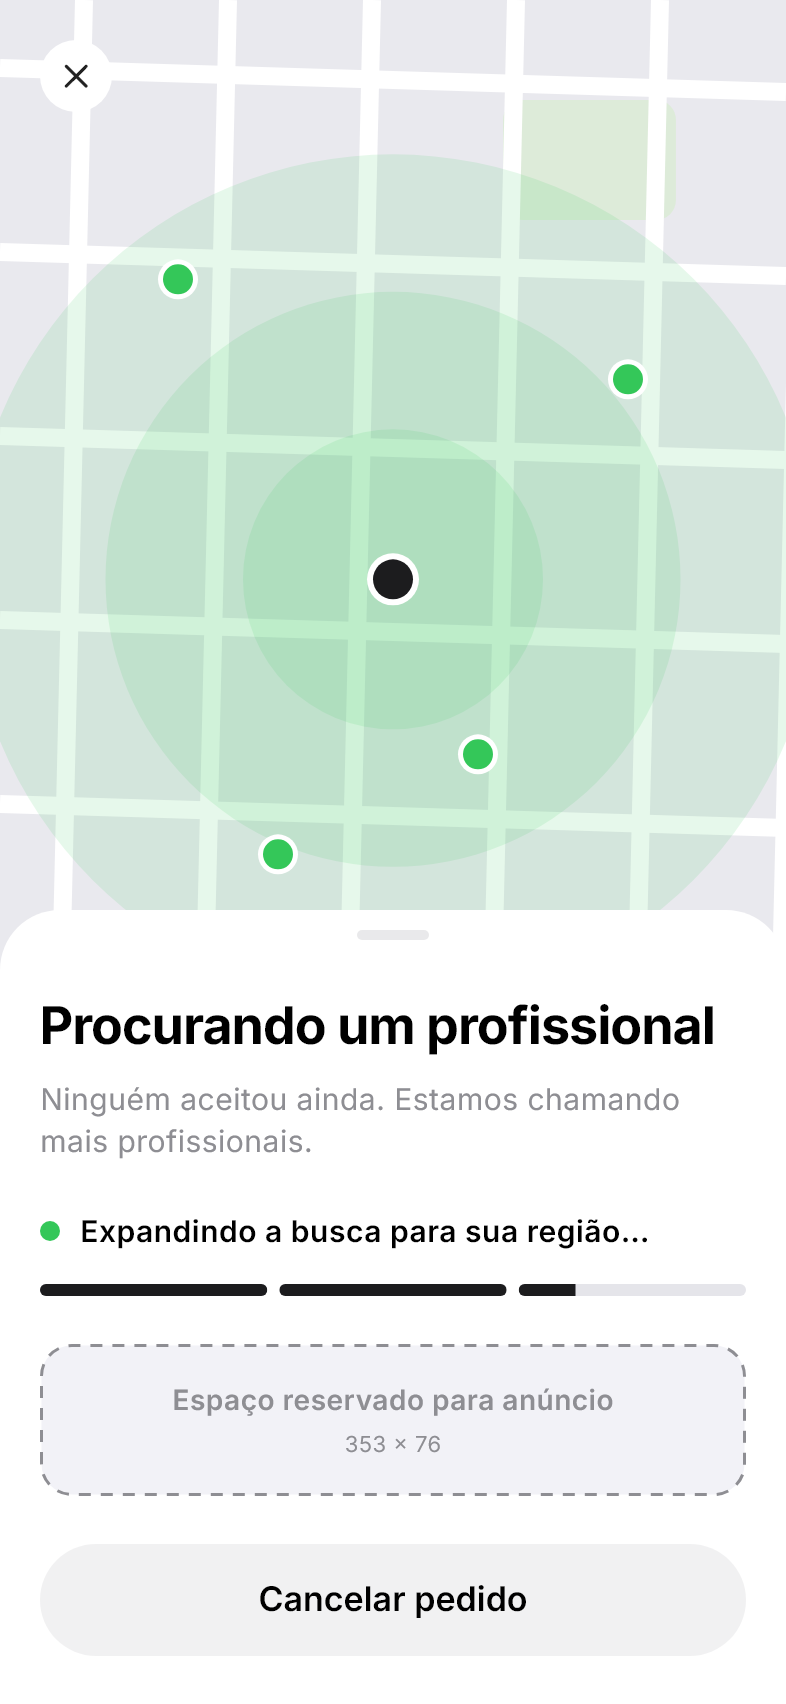 Procurando um profissional
Ninguém aceitou ainda. Estamos chamando
mais profissionais.
Expandindo a busca para sua região...
Espaço reservado para anúncio
353 × 76
Cancelar pedido